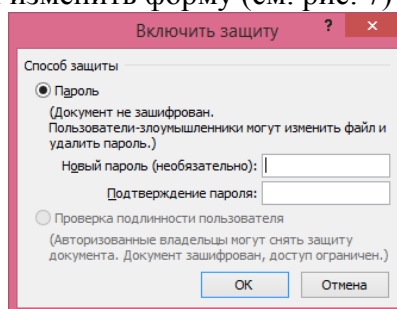 изменить форму (см. рис. 7)
Включить защиту ? ×
Способ защиты
Пароль
(Документ не зашифрован.
Пользователи-злоумышленники могут изменить файл и
удалить пароль.)
Новый пароль (необязательно):
Подтверждение пароля:
Проверка подлинности пользователя
(Авторизованные владельцы могут снять защиту
документа. Документ зашифрован, доступ ограничен.)
ОК Отмена